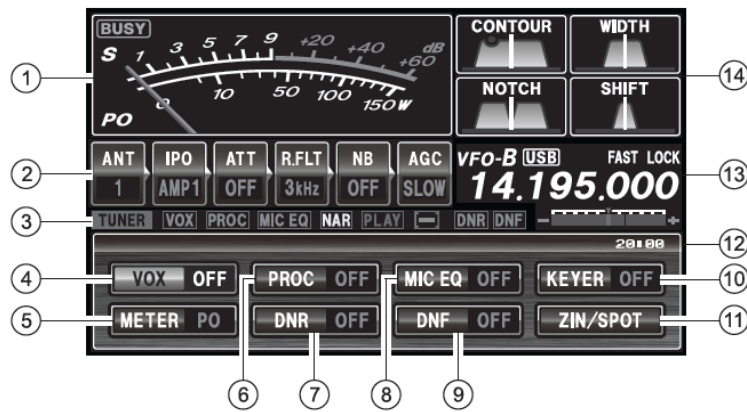 BUSY
S 1 3 5 7 9 +20 +40 +60 dB
0 10 50 100 150 W
PO
CONTOUR WIDTH
NOTCH SHIFT
ANT IPO ATT R.FLT NB AGC
1 AMP1 OFF 3kHz OFF SLOW
VFO-B USB FAST LOCK
14.195.000
TUNER VOX PROC MIC EQ NAR PLAY DNR DNF - +
20:00
VOX OFF PROC OFF MIC EQ OFF KEYER OFF
METER PO DNR OFF DNF OFF ZIN/SPOT
1
2
3
4
5
6
7
8
9
10
11
12
13
14